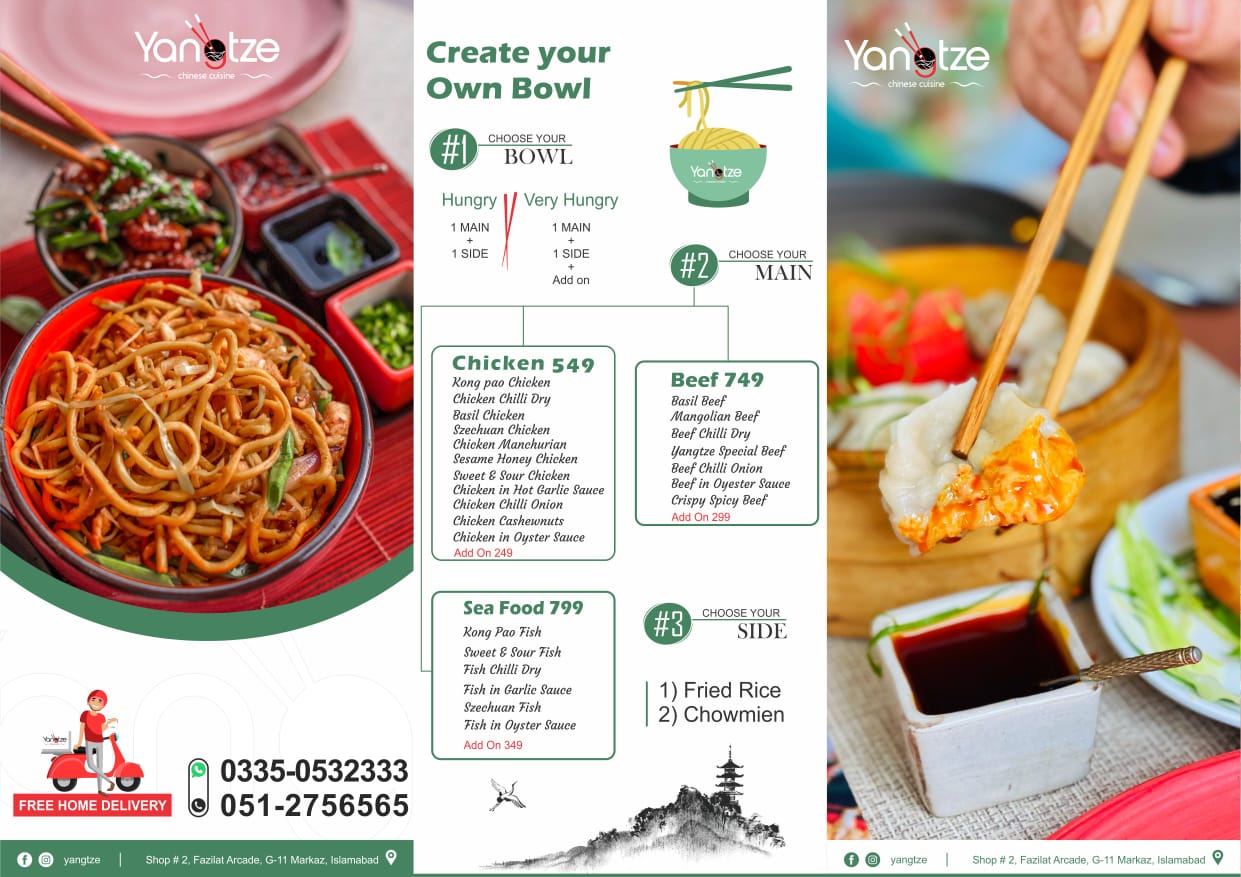 Yangtze
chinese cuisine
FREE HOME DELIVERY
0335-0532333
051-2756565
yangtze | Shop # 2, Fazilat Arcade, G-11 Markaz, Islamabad
Create your
Own Bowl
#1 CHOOSE YOUR
BOWL
Hungry
1 MAIN
+
1 SIDE
Very Hungry
1 MAIN
+
1 SIDE
+
Add on
Yangtze
#2 CHOOSE YOUR
MAIN
Chicken 549
Kong pao Chicken
Chicken Chilli Dry
Basil Chicken
Szechuan Chicken
Chicken Manchurian
Sesame Honey Chicken
Sweet & Sour Chicken
Chicken in Hot Garlic Sauce
Chicken Chilli Onion
Chicken Cashewnuts
Chicken in Oyster Sauce
Add On 249
Beef 749
Basil Beef
Mangolian Beef
Beef Chilli Dry
Yangtze Special Beef
Beef Chilli Onion
Beef in Oyester Sauce
Crispy Spicy Beef
Add On 299
Sea Food 799
Kong Pao Fish
Sweet & Sour Fish
Fish Chilli Dry
Fish in Garlic Sauce
Szechuan Fish
Fish in Oyster Sauce
Add On 349
#3 CHOOSE YOUR
SIDE
1) Fried Rice
2) Chowmien
Yangtze
chinese cuisine
yangtze | Shop # 2, Fazilat Arcade, G-11 Markaz, Islamabad